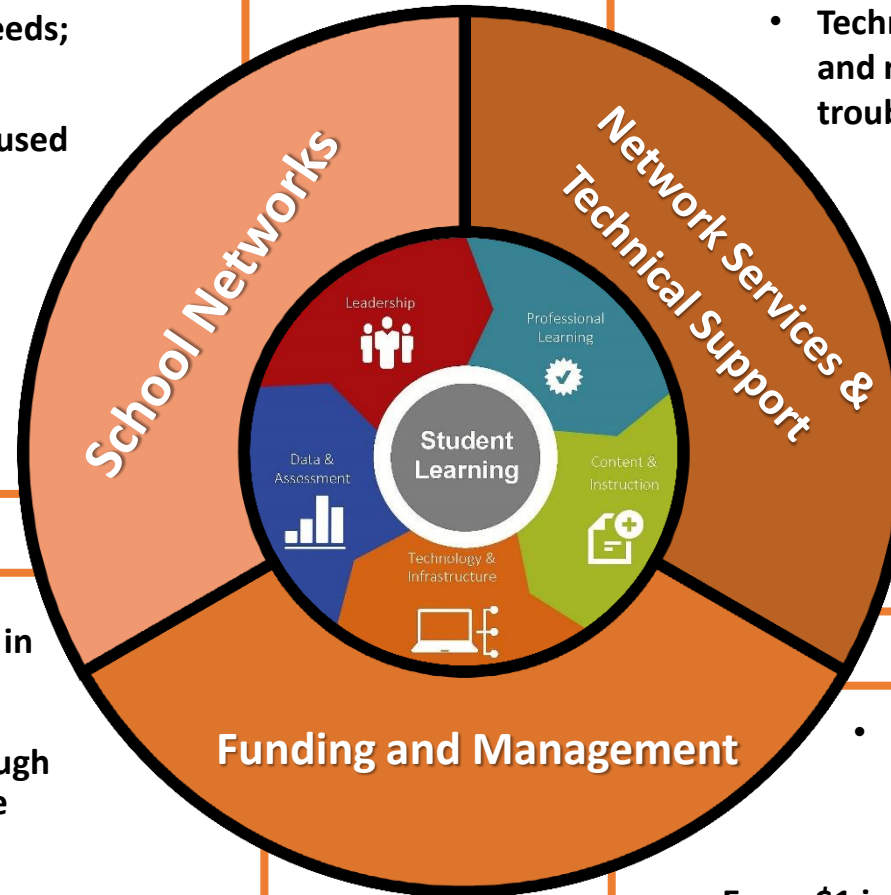 eeds;
used
in
ugh
e
•
Techn
and
troub
School Networks
Network Services &
Technical Support
Leadership
Professional
Learning
Data &
Assessment
Student
Learning
Content &
Instruction
Technology &
Infrastructure
Funding and Management
•
$1 i